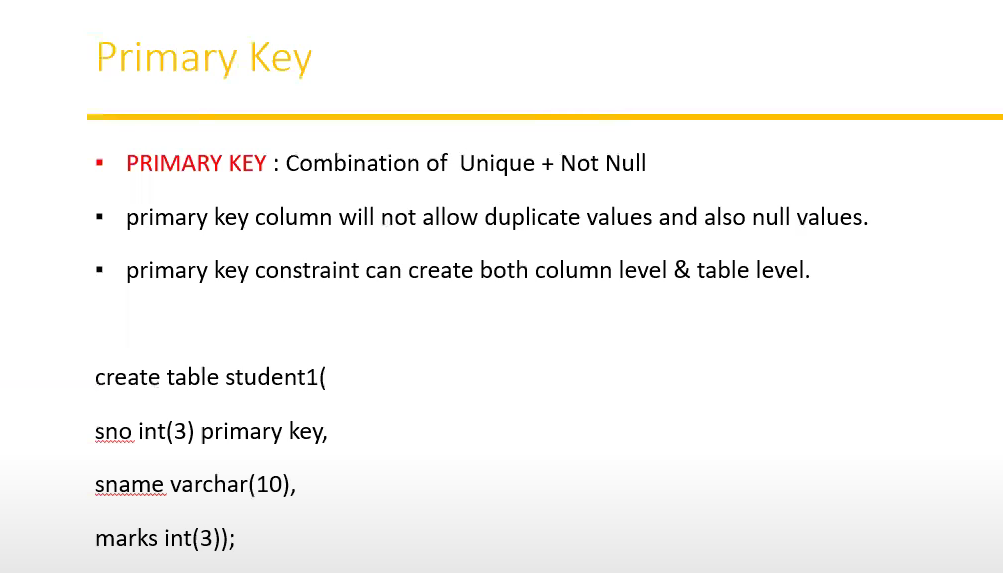 Primary Key
▪ PRIMARY KEY : Combination of  Unique + Not Null
▪ primary key column will not allow duplicate values and also null values.
▪ primary key constraint can create both column level & table level.
create table student1(
sno int(3) primary key,
sname varchar(10),
marks int(3));